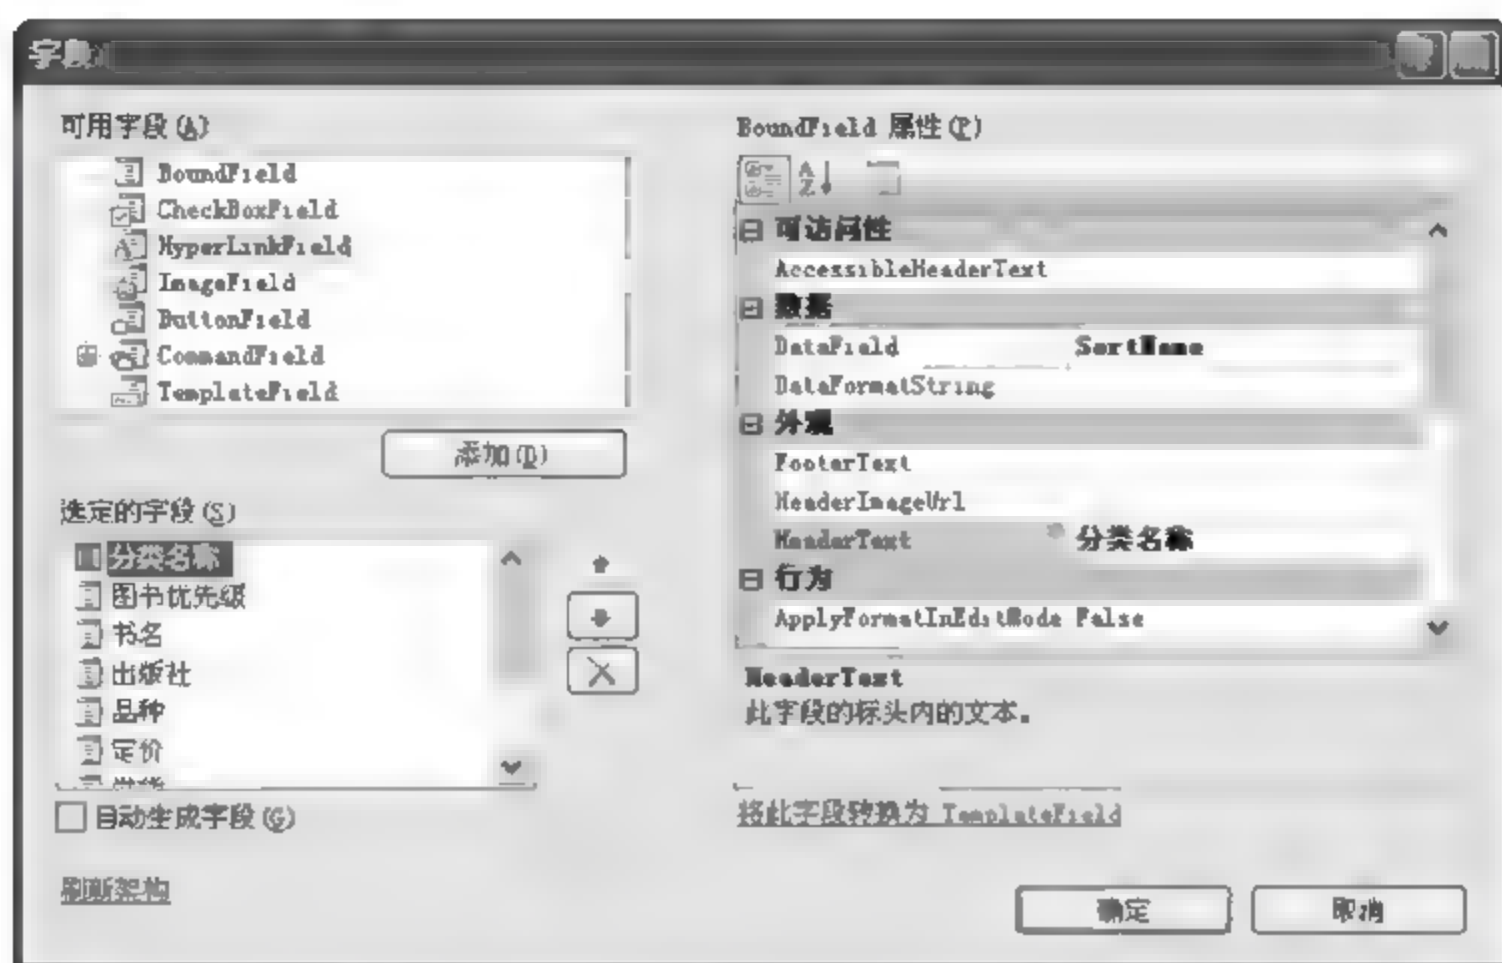 字段
可用字段(A)
BoundField
CheckBoxField
HyperLinkField
ImageField
ButtonField
CommandField
TemplateField
添加(D)
选定的字段(S)
分类名称
图书优先级
书名
出版社
品种
定价
自动生成字段(G)
刷新架构
BoundField 属性(P)
可访问性
AccessibleHeaderText
数据
DataField SortName
DataFormatString
外观
FooterText
HeaderImageUrl
HeaderText 分类名称
行为
ApplyFormatInEditMode False
HeaderText
此字段的标头内的文本。
将此字段转换为 TemplateField
确定
取消